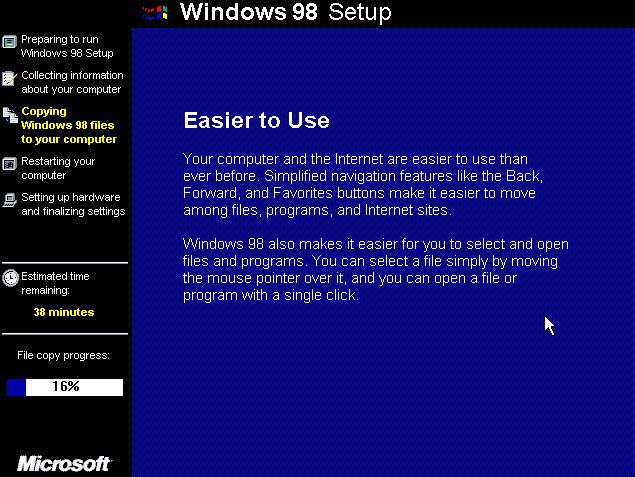 Windows 98 Setup
Preparing to run
Windows 98 Setup
Collecting information
about your computer
Copying
Windows 98 files
to your computer
Restarting your
computer
Setting up hardware
and finalizing settings
Estimated time
remaining:
38 minutes
File copy progress:
16%
Microsoft
Easier to Use
Your computer and the Internet are easier to use than
ever before. Simplified navigation features like the Back,
Forward, and Favorites buttons make it easier to move
among files, programs, and Internet sites.
Windows 98 also makes it easier for you to select and open
files and programs. You can select a file simply by moving
the mouse pointer over it, and you can open a file or
program with a single click.